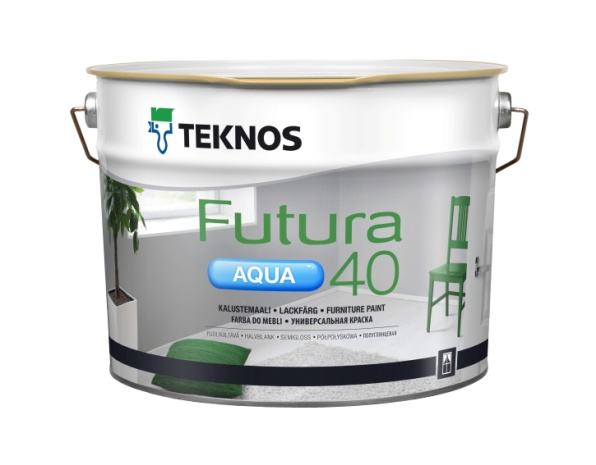 TEKNOS
Futura
AQUA 40
KALUSTEMAALI • LACKFÄRG • FURNITURE PAINT
FARBA DO MEBLI • УНИВЕРСАЛЬНАЯ КРАСКА
PUOLIKIILTÄVÄ • HALVBLANK • SEMIGLOSS • PÓŁPOŁYSKOWA • ПОЛУГЛЯНЦЕВАЯ